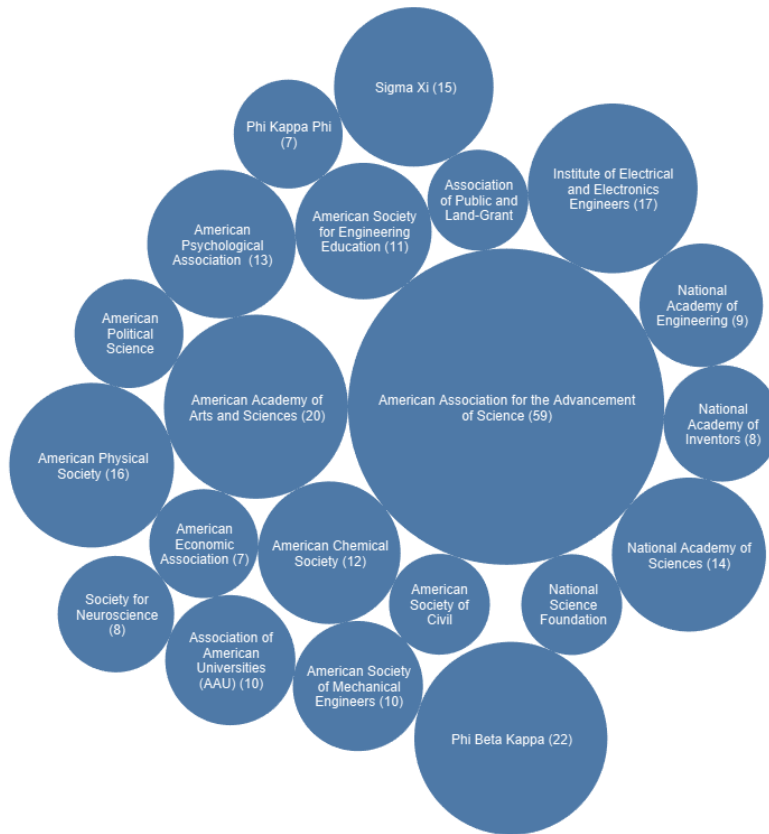 Sigma Xi (15)
Phi Kappa Phi
(7)
Association
of Public and
Land-Grant
Institute of Electrical
and Electronics
Engineers (17)
American
Psychological
Association  (13)
American Society
for Engineering
Education (11)
National
Academy of
Engineering (9)
American
Political
Science
American Academy of
Arts and Sciences (20)
American Association for the Advancement
of Science (59)
National
Academy of
Inventors (8)
American Physical
Society (16)
American
Economic
Association (7)
American Chemical
Society (12)
National Academy of
Sciences (14)
Society for
Neuroscience
(8)
American
Society of
Civil
National
Science
Foundation
Association of
American
Universities
(AAU) (10)
American Society
of Mechanical
Engineers (10)
Phi Beta Kappa (22)